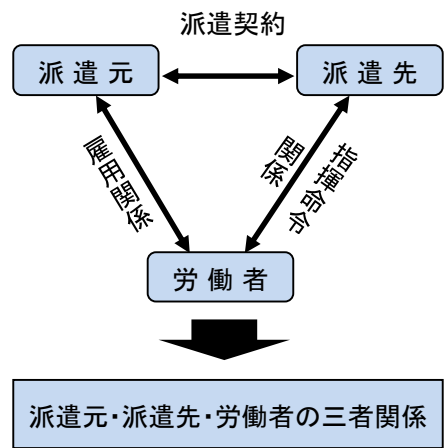 派遣契約
派遣元
派遣先
雇用関係
指揮命令
関係
労働者
派遣元・派遣先・労働者の三者関係